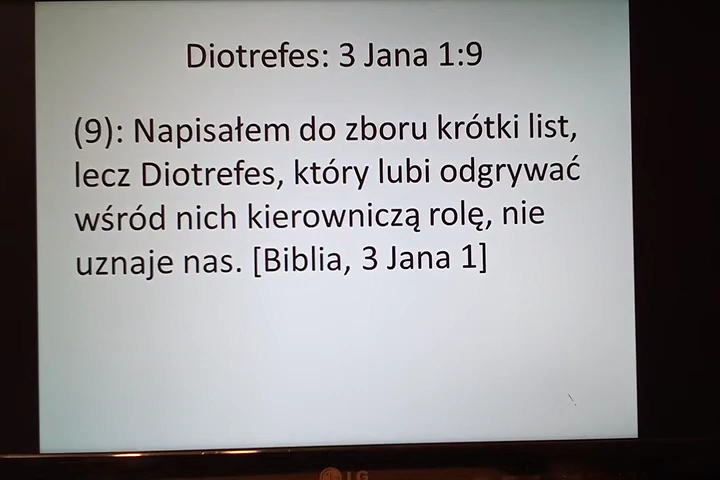 Diotrefes: 3 Jana 1:9
(9): Napisałem do zboru krótki list,
lecz Diotrefes, który lubi odgrywać
wśród nich kierowniczą rolę, nie
uznaje nas. [Biblia, 3 Jana 1]
LG